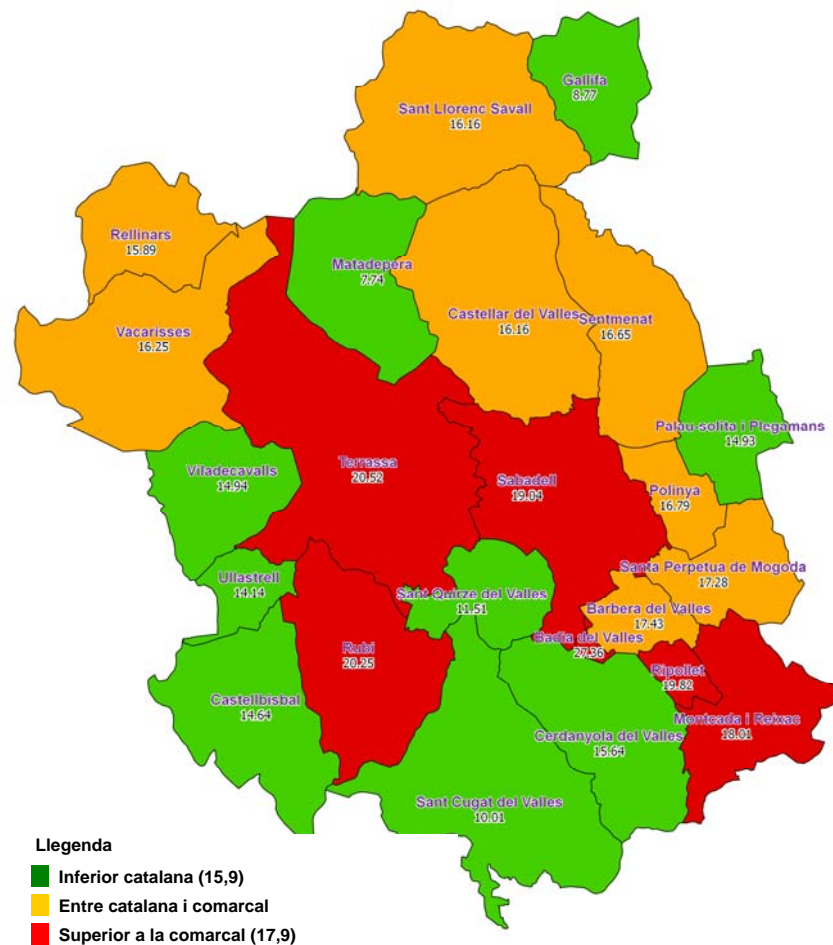 Gallifa
8.77
Sant Llorenc Savall
16.16
Rellinars
15.89
Matadepera
7.74
Castellar del Valles
16.16
Sentmenat
16.65
Vacarisses
16.25
Palau-solita i Plegamans
14.93
Viladecavalls
14.94
Terrassa
20.52
Sabadell
19.04
Polinya
16.79
Santa Perpetua de Mogoda
17.28
Ullastrell
14.14
Sant Quirze del Valles
11.51
Barbera del Valles
17.43
Badia del Valles
27.36
Rubi
20.25
Ripollet
19.82
Castellbisbal
14.64
Montcada i Reixac
18.01
Cerdanyola del Valles
15.64
Sant Cugat del Valles
10.01
Llegenda
Inferior catalana (15,9)
Entre catalana i comarcal
Superior a la comarcal (17,9)